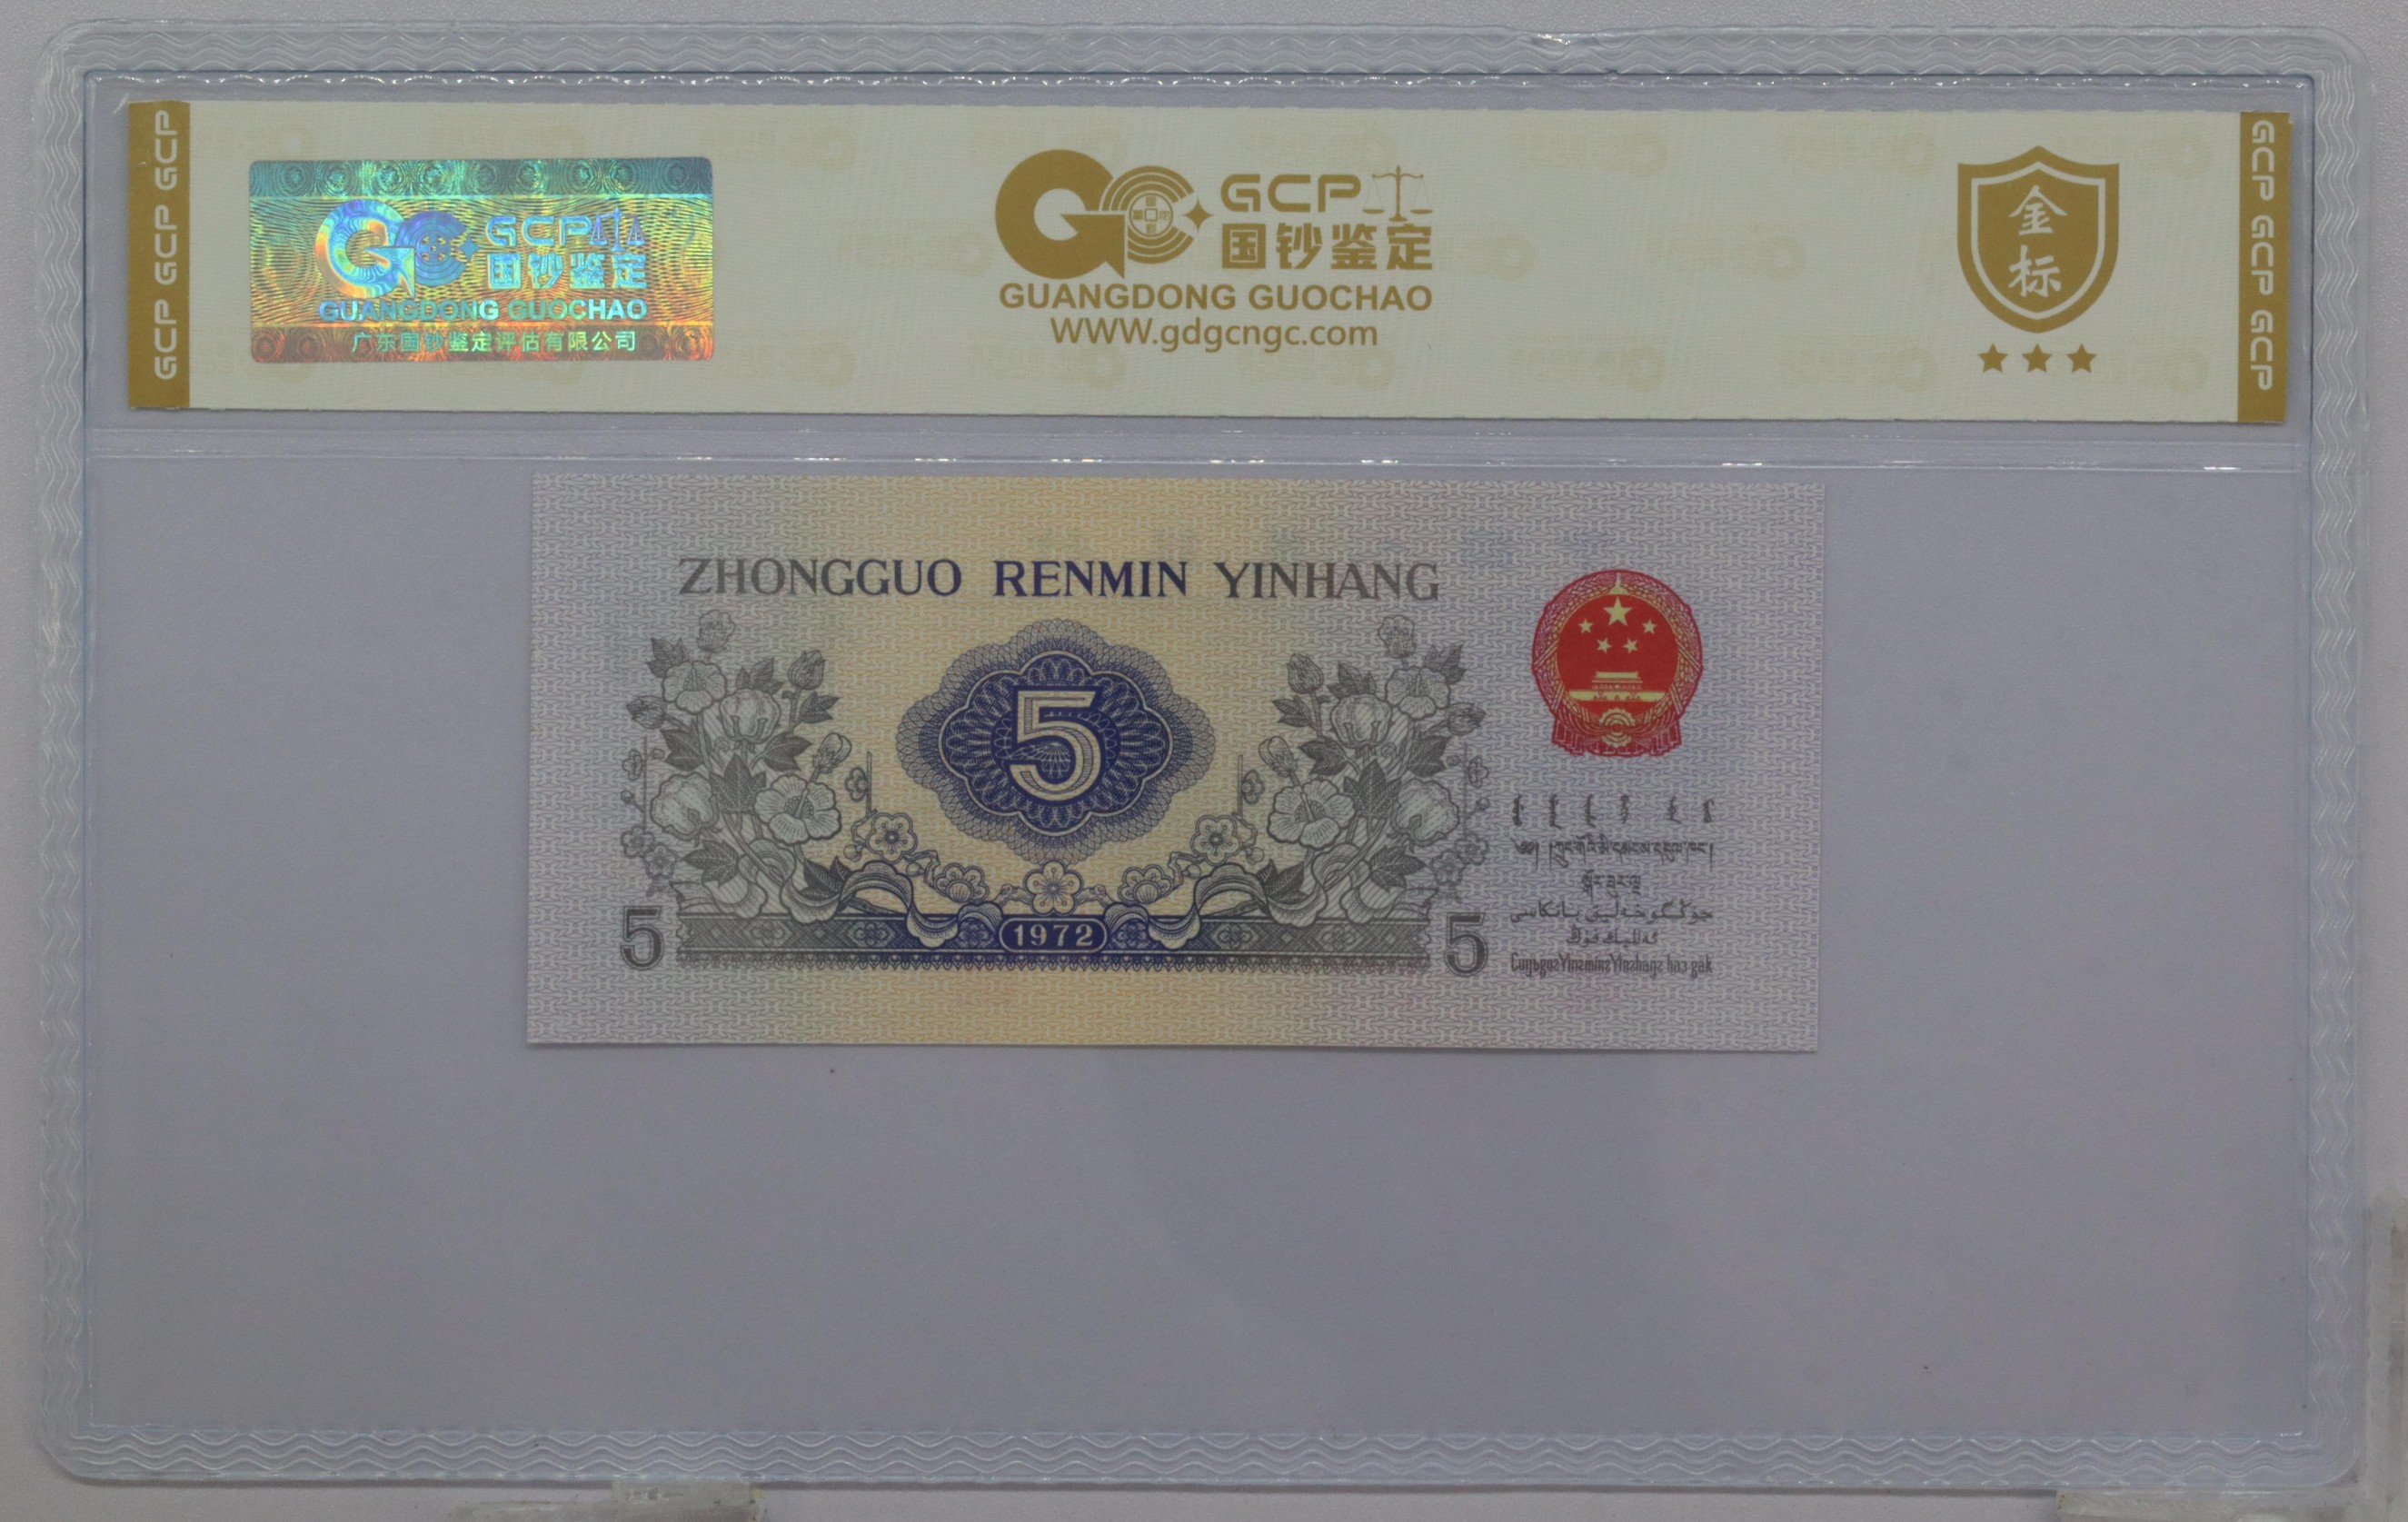 GCP GCP GCP
GCP
国钞鉴定
GUANGDONG GUOCHAO
广东国钞鉴定评估有限公司
GCP
国钞鉴定
GUANGDONG GUOCHAO
WWW.gdgcngc.com
金
标
GCP GCP GCP
ZHONGGUO RENMIN YINHANG
5
1972
5
5